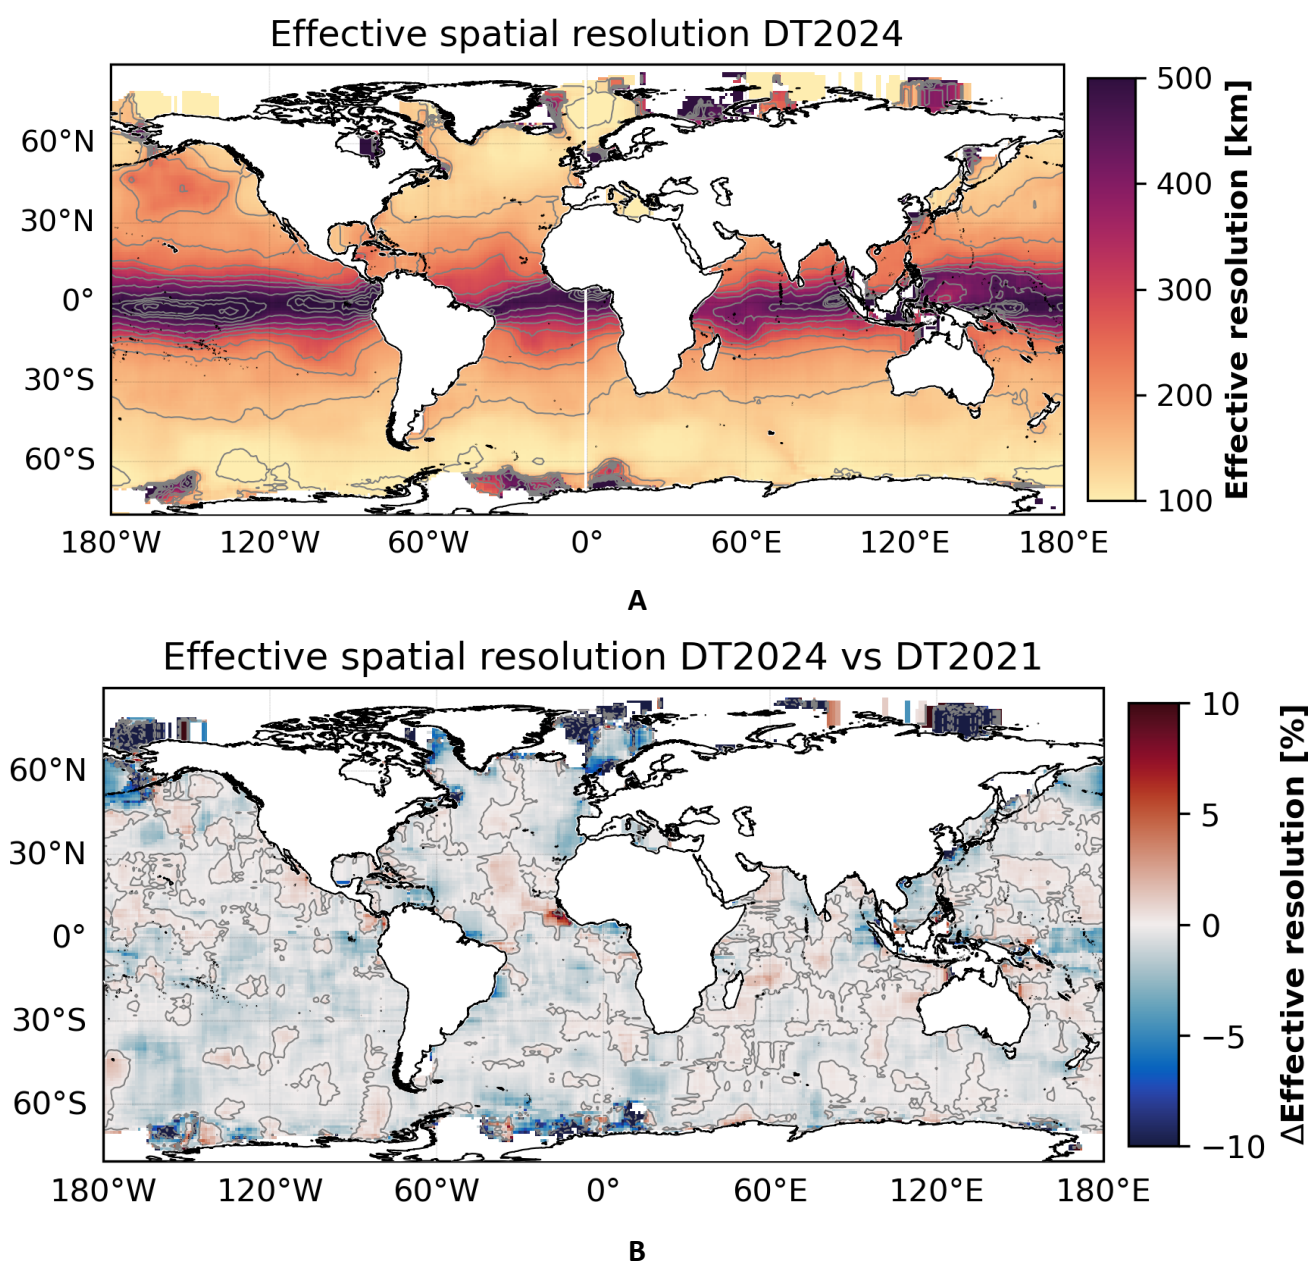 Effective spatial resolution DT2024
60°N
30°N
0°
30°S
60°S
180°W 120°W 60°W 0° 60°E 120°E 180°E
500
400
300
200
100
Effective resolution [km]
A
Effective spatial resolution DT2024 vs DT2021
60°N
30°N
0°
30°S
60°S
180°W 120°W 60°W 0° 60°E 120°E 180°E
10
5
0
−5
−10
ΔEffective resolution [%]
B